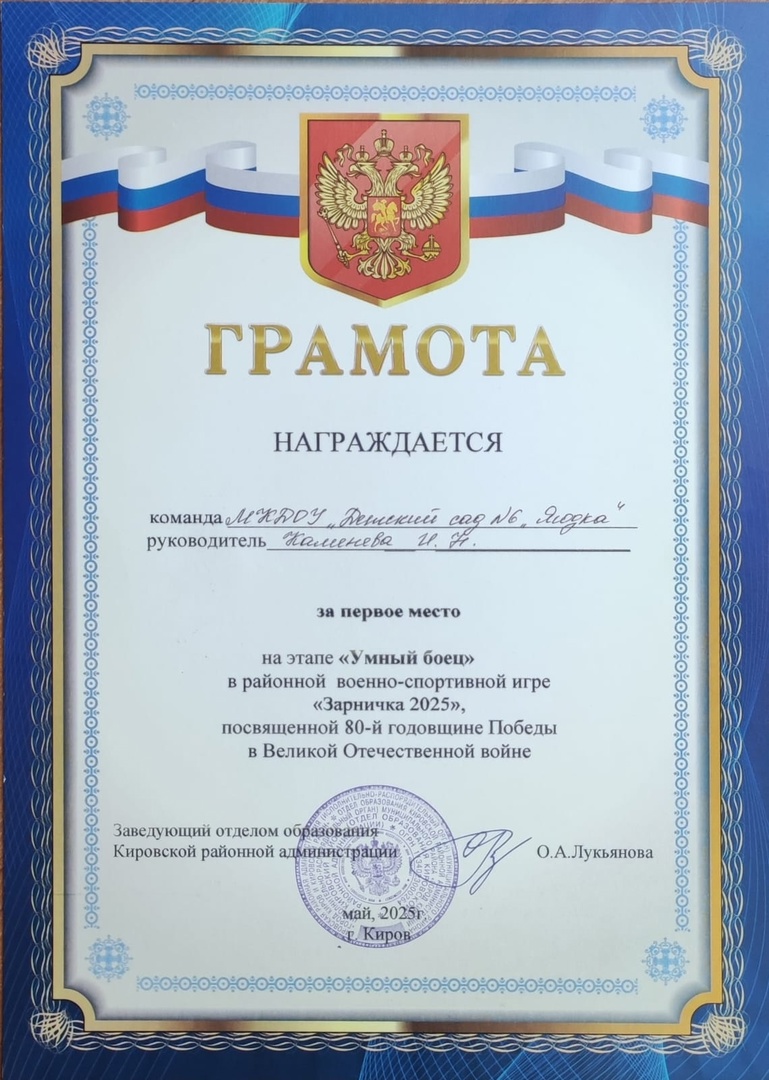 ГРАМОТА
НАГРАЖДАЕТСЯ
команда МКДОУ „Детский сад №6 „Ягодка"
руководитель Каменева И. Н.
за первое место
на этапе «Умный боец»
в районной военно-спортивной игре
«Зарничка 2025»,
посвященной 80-й годовщине Победы
в Великой Отечественной войне
Заведующий отделом образования
Кировской районной администрации О.А.Лукьянова
май, 2025г
г. Киров